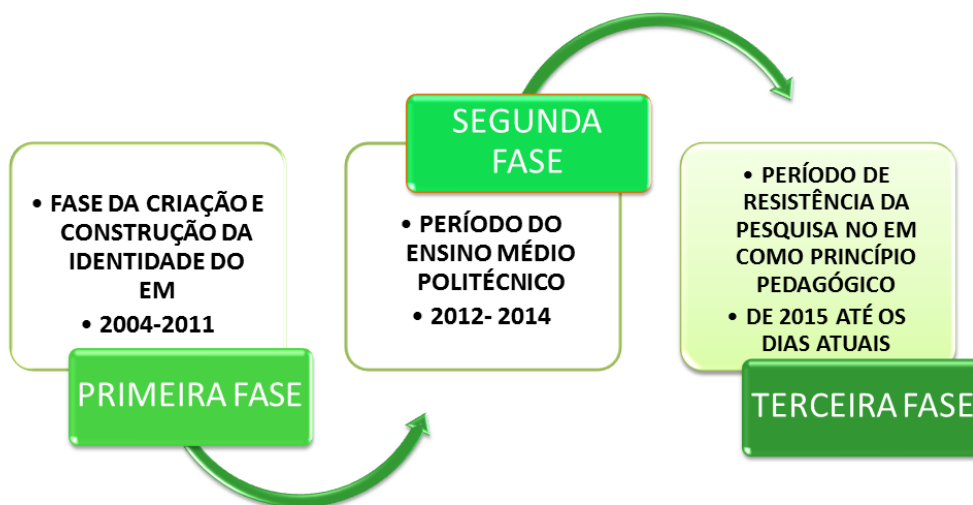 • FASE DA CRIAÇÃO E
CONSTRUÇÃO DA
IDENTIDADE DO
EM
• 2004-2011
PRIMEIRA FASE
SEGUNDA
FASE
• PERÍODO DO
ENSINO MÉDIO
POLITÉCNICO
• 2012- 2014
• PERÍODO DE
RESISTÊNCIA DA
PESQUISA NO EM
COMO PRINCÍPIO
PEDAGÓGICO
• DE 2015 ATÉ OS
DIAS ATUAIS
TERCEIRA FASE